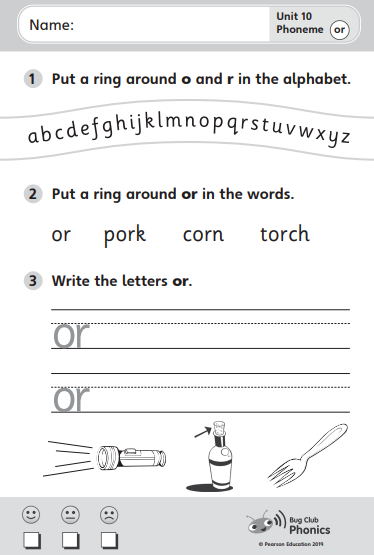 Name:
Unit 10
Phoneme or
1 Put a ring around o and r in the alphabet.
abcdefghijklmnopqrstuvwxyz
2 Put a ring around or in the words.
or pork corn torch
3 Write the letters or.
or
or
Bug Club
Phonics
© Pearson Education 2019